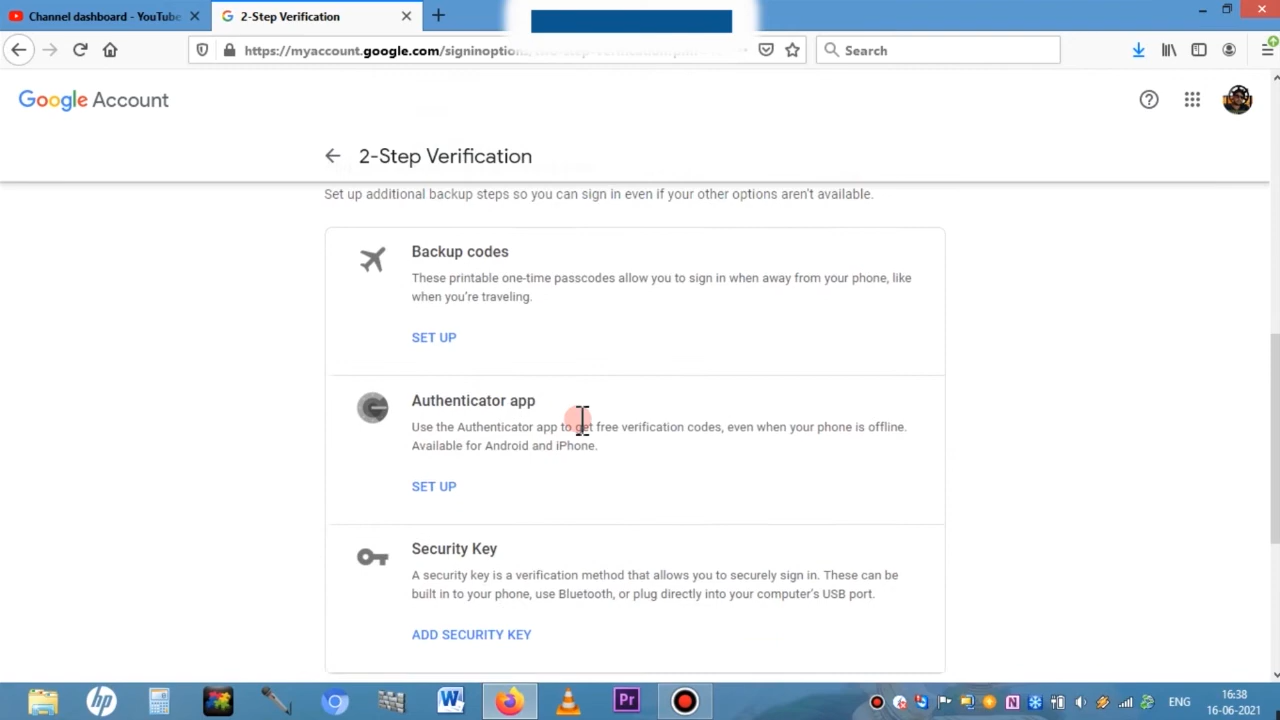 Channel dashboard - YouTube
2-Step Verification
https://myaccount.google.com/signinoptio
Search
Google Account
2-Step Verification
Set up additional backup steps so you can sign in even if your other options aren't available.
Backup codes
These printable one-time passcodes allow you to sign in when away from your phone, like
when you're traveling.
SET UP
Authenticator app
Use the Authenticator app to get free verification codes, even when your phone is offline.
Available for Android and iPhone.
SET UP
Security Key
A security key is a verification method that allows you to securely sign in. These can be
built in to your phone, use Bluetooth, or plug directly into your computer's USB port.
ADD SECURITY KEY
ENG
16:38
16-06-2021